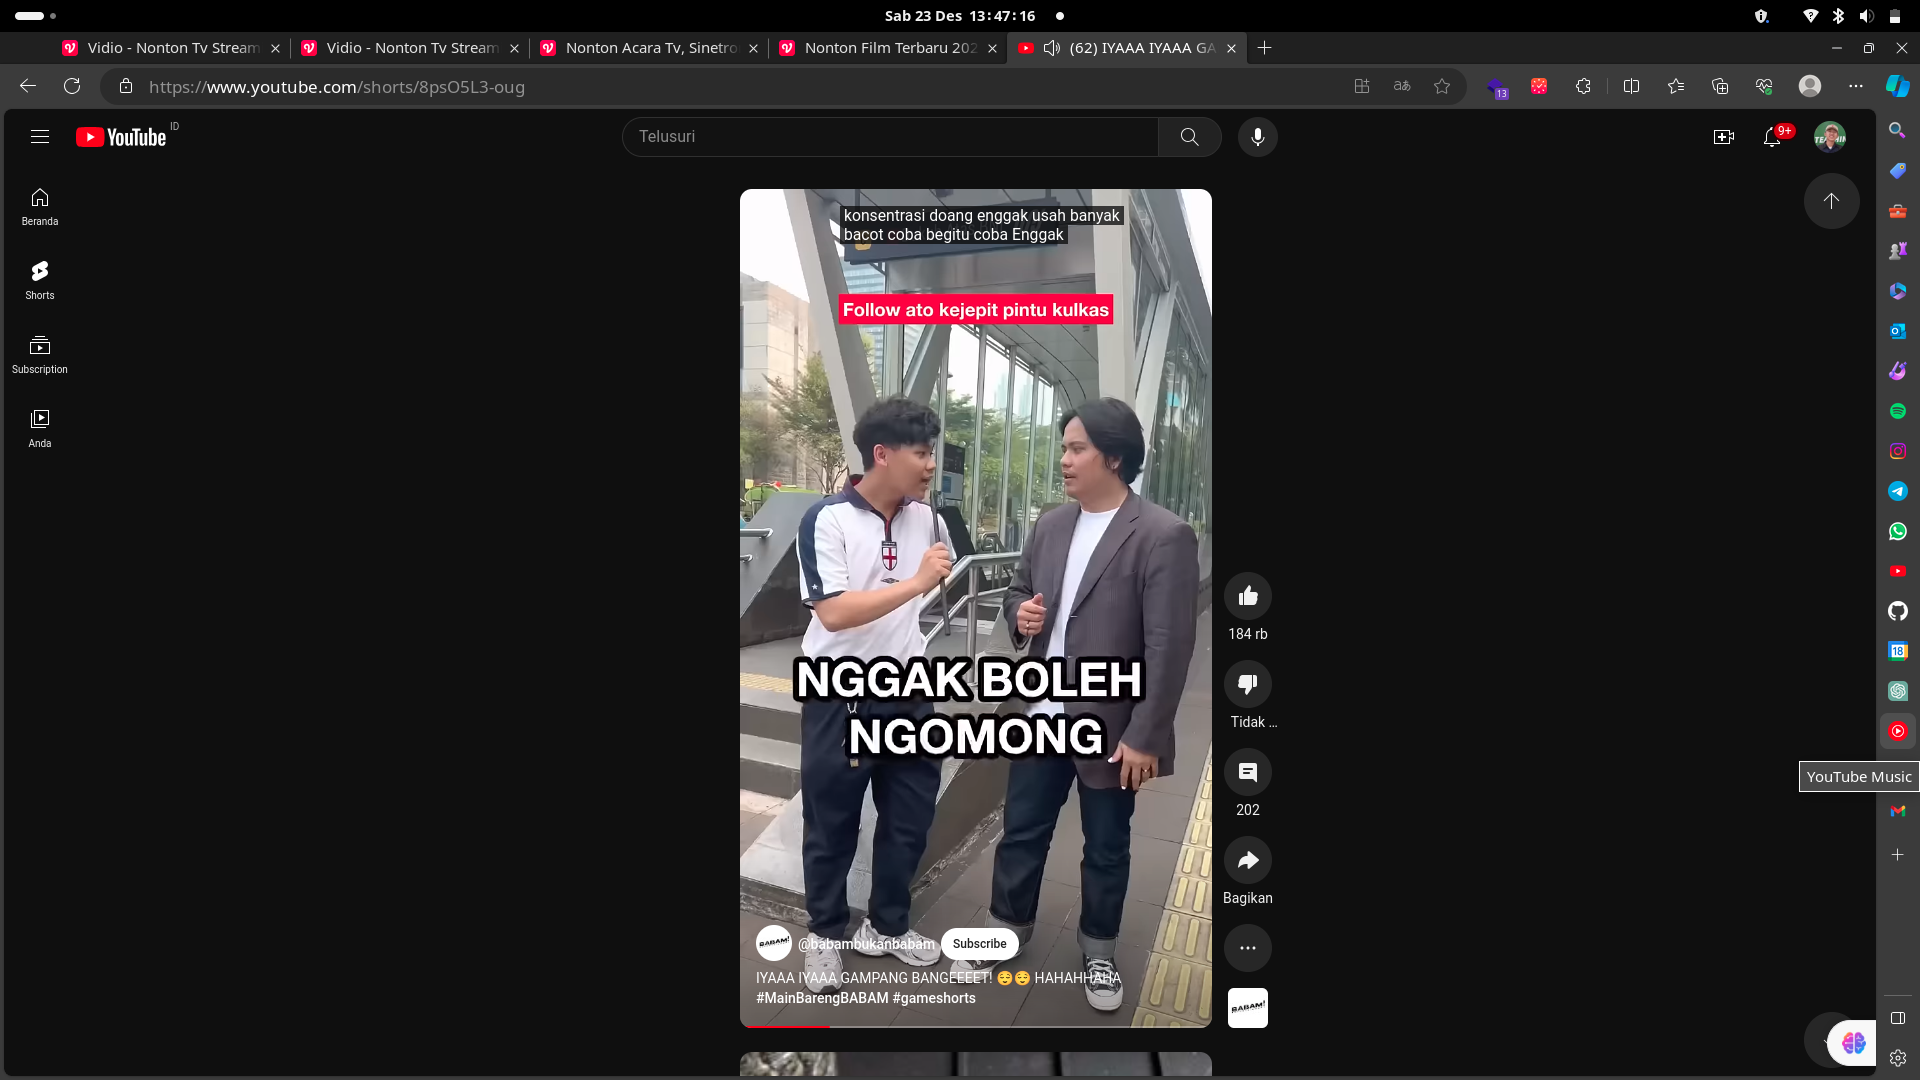 Sab 23 Des 13:47:16
Vidio - Nonton Tv Stream
Vidio - Nonton Tv Stream
Nonton Acara Tv, Sinetro
Nonton Film Terbaru 202
(62) IYAAA IYAAA GA
https://www.youtube.com/shorts/8psO5L3-oug
aあ
13
YouTube ID
Telusuri
9+
Beranda
Shorts
Subscription
Anda
konsentrasi doang enggak usah banyak
bacot coba begitu coba Enggak
Follow ato kejepit pintu kulkas
NGGAK BOLEH
NGOMONG
184 rb
Tidak ...
202
Bagikan
BABAM!
@babambukanbabam
Subscribe
IYAAA IYAAA GAMPANG BANGEEEET! 😌😌 HAHAHHAHA
#MainBarengBABAM #gameshorts
BABAM!
18
YouTube Music